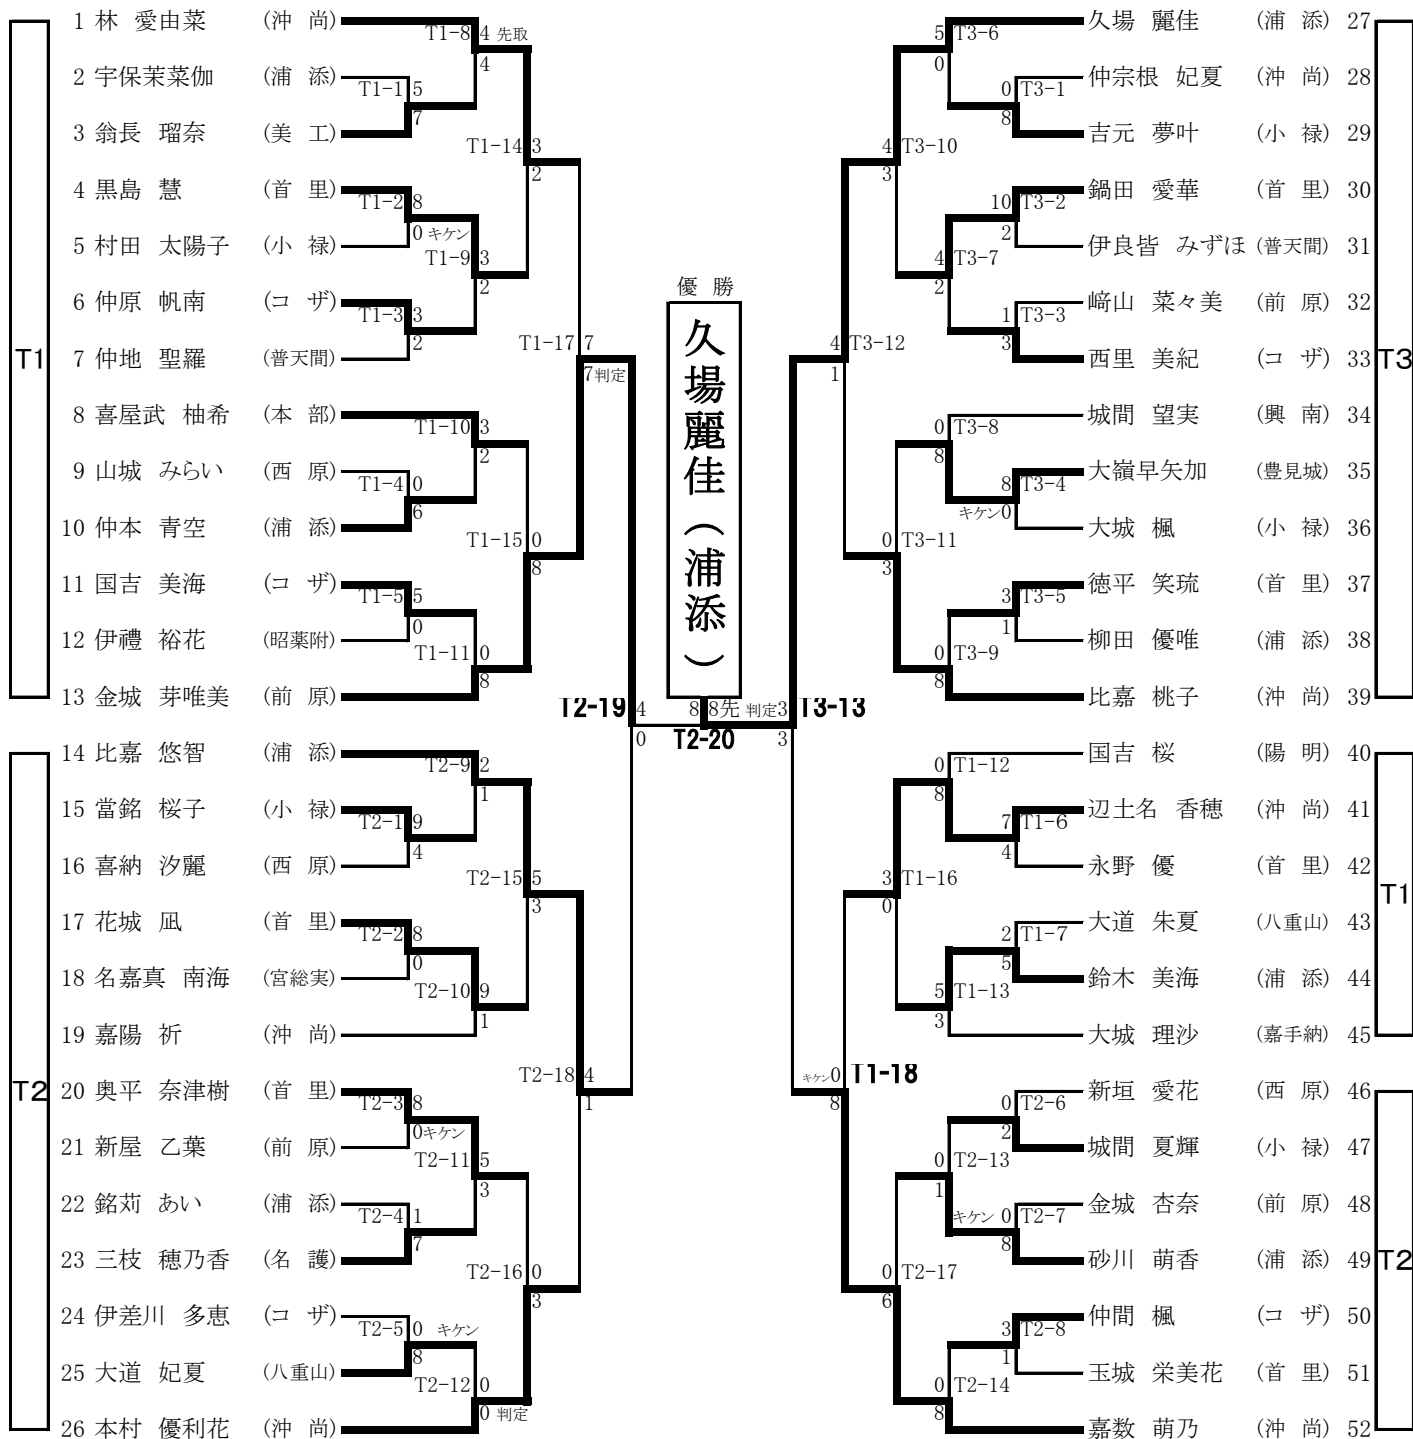 1 林 愛由菜 (沖 尚)
T1-8 4 先取
4
2 宇保茉菜伽 (浦 添)
T1-1 5
7
3 翁長 瑠奈 (美 工)
T1-14 3
2
4 黒島 慧 (首 里)
T1-2 8
0 キケン
5 村田 太陽子 (小 禄)
T1-9 3
2
6 仲原 帆南 (コ ザ)
T1-3 3
2
7 仲地 聖羅 (普天間)
T1
T1-17 7
7 判定
8 喜屋武 柚希 (本 部)
T1-10 3
2
9 山城 みらい (西 原)
T1-4 0
6
10 仲本 青空 (浦 添)
T1-15 0
8
11 国吉 美海 (コ ザ)
T1-5 5
0
12 伊禮 裕花 (昭薬附)
T1-11 0
8
13 金城 芽唯美 (前 原)
T2-19 4
0
14 比嘉 悠智 (浦 添)
T2-9 2
1
15 當銘 桜子 (小 禄)
T2-1 9
4
16 喜納 汐麗 (西 原)
T2-15 5
3
17 花城 凪 (首 里)
T2-2 8
0
18 名嘉真 南海 (宮総実)
T2-10 9
1
19 嘉陽 祈 (沖 尚)
T2-18 4
1
T2
20 奥平 奈津樹 (首 里)
T2-3 8
0 キケン
21 新屋 乙葉 (前 原)
T2-11 5
3
22 銘苅 あい (浦 添)
T2-4 1
7
23 三枝 穂乃香 (名 護)
T2-16 0
3
24 伊差川 多恵 (コ ザ)
T2-5 0 キケン
8
25 大道 妃夏 (八重山)
T2-12 0
0 判定
26 本村 優利花 (沖 尚)
優 勝
久場麗佳(浦添)
8 8先 判定3 T3-13
T2-20 3
久場 麗佳 (浦 添) 27
5 T3-6
0
仲宗根 妃夏 (沖 尚) 28
0 T3-1
8
吉元 夢叶 (小 禄) 29
4 T3-10
3
鍋田 愛華 (首 里) 30
10 T3-2
2
伊良皆 みずほ (普天間) 31
4 T3-7
2
﨑山 菜々美 (前 原) 32
1 T3-3
3
西里 美紀 (コ ザ) 33
T3
4 T3-12
1
城間 望実 (興 南) 34
0 T3-8
8
大嶺早矢加 (豊見城) 35
8 T3-4
キケン0
大城 楓 (小 禄) 36
0 T3-11
3
徳平 笑琉 (首 里) 37
3 T3-5
1
柳田 優唯 (浦 添) 38
0 T3-9
8
比嘉 桃子 (沖 尚) 39
国吉 桜 (陽 明) 40
0 T1-12
8
辺土名 香穂 (沖 尚) 41
7 T1-6
4
永野 優 (首 里) 42
3 T1-16
0
T1
大道 朱夏 (八重山) 43
2 T1-7
5
鈴木 美海 (浦 添) 44
5 T1-13
3
大城 理沙 (嘉手納) 45
キケン0 T1-18
8
新垣 愛花 (西 原) 46
0 T2-6
2
城間 夏輝 (小 禄) 47
0 T2-13
1
金城 杏奈 (前 原) 48
キケン 0 T2-7
8
砂川 萌香 (浦 添) 49
T2
0 T2-17
6
仲間 楓 (コ ザ) 50
3 T2-8
1
玉城 栄美花 (首 里) 51
0 T2-14
8
嘉数 萌乃 (沖 尚) 52